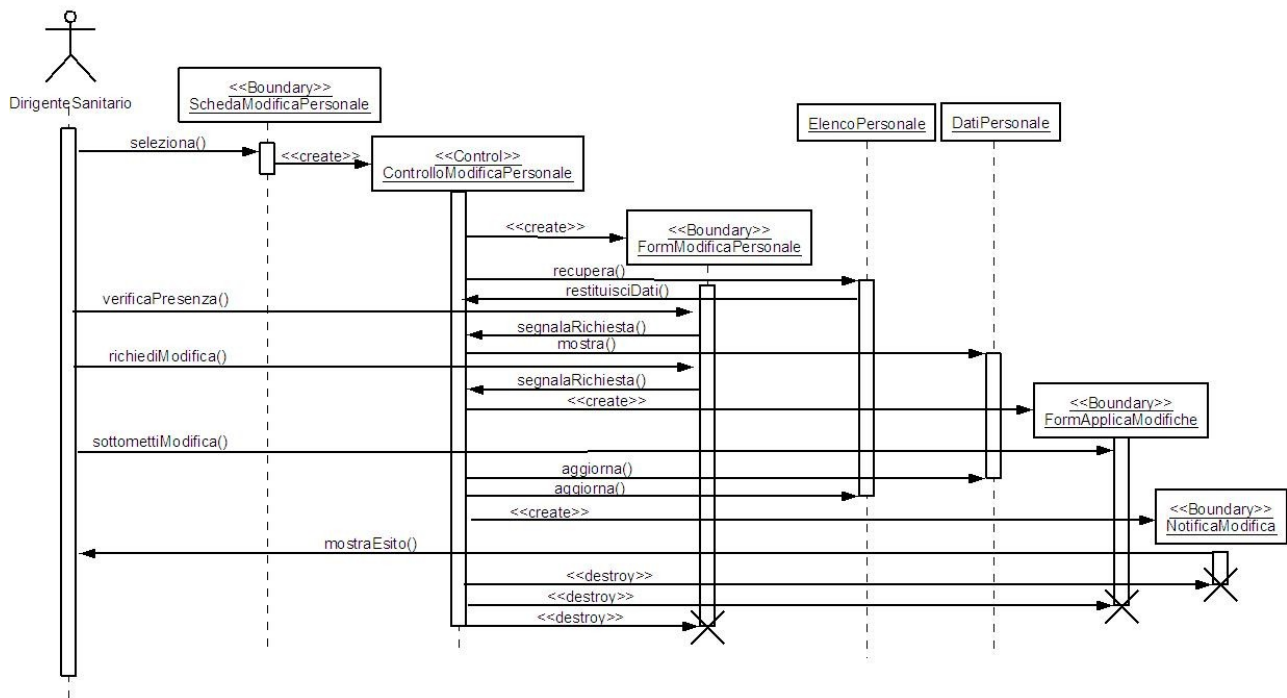 DirigenteSanitario
<<Boundary>>
SchedaModificaPersonale
ElencoPersonale
DatiPersonale
seleziona()
<<create>>
<<Control>>
ControlloModificaPersonale
<<create>>
<<Boundary>>
FormModificaPersonale
recupera()
restituisciDati()
verificaPresenza()
segnalaRichiesta()
mostra()
richiediModifica()
segnalaRichiesta()
<<create>>
<<Boundary>>
FormApplicaModifiche
sottomettiModifica()
aggiorna()
aggiorna()
<<create>>
<<Boundary>>
NotificaModifica
mostraEsito()
<<destroy>>
<<destroy>>
<<destroy>>